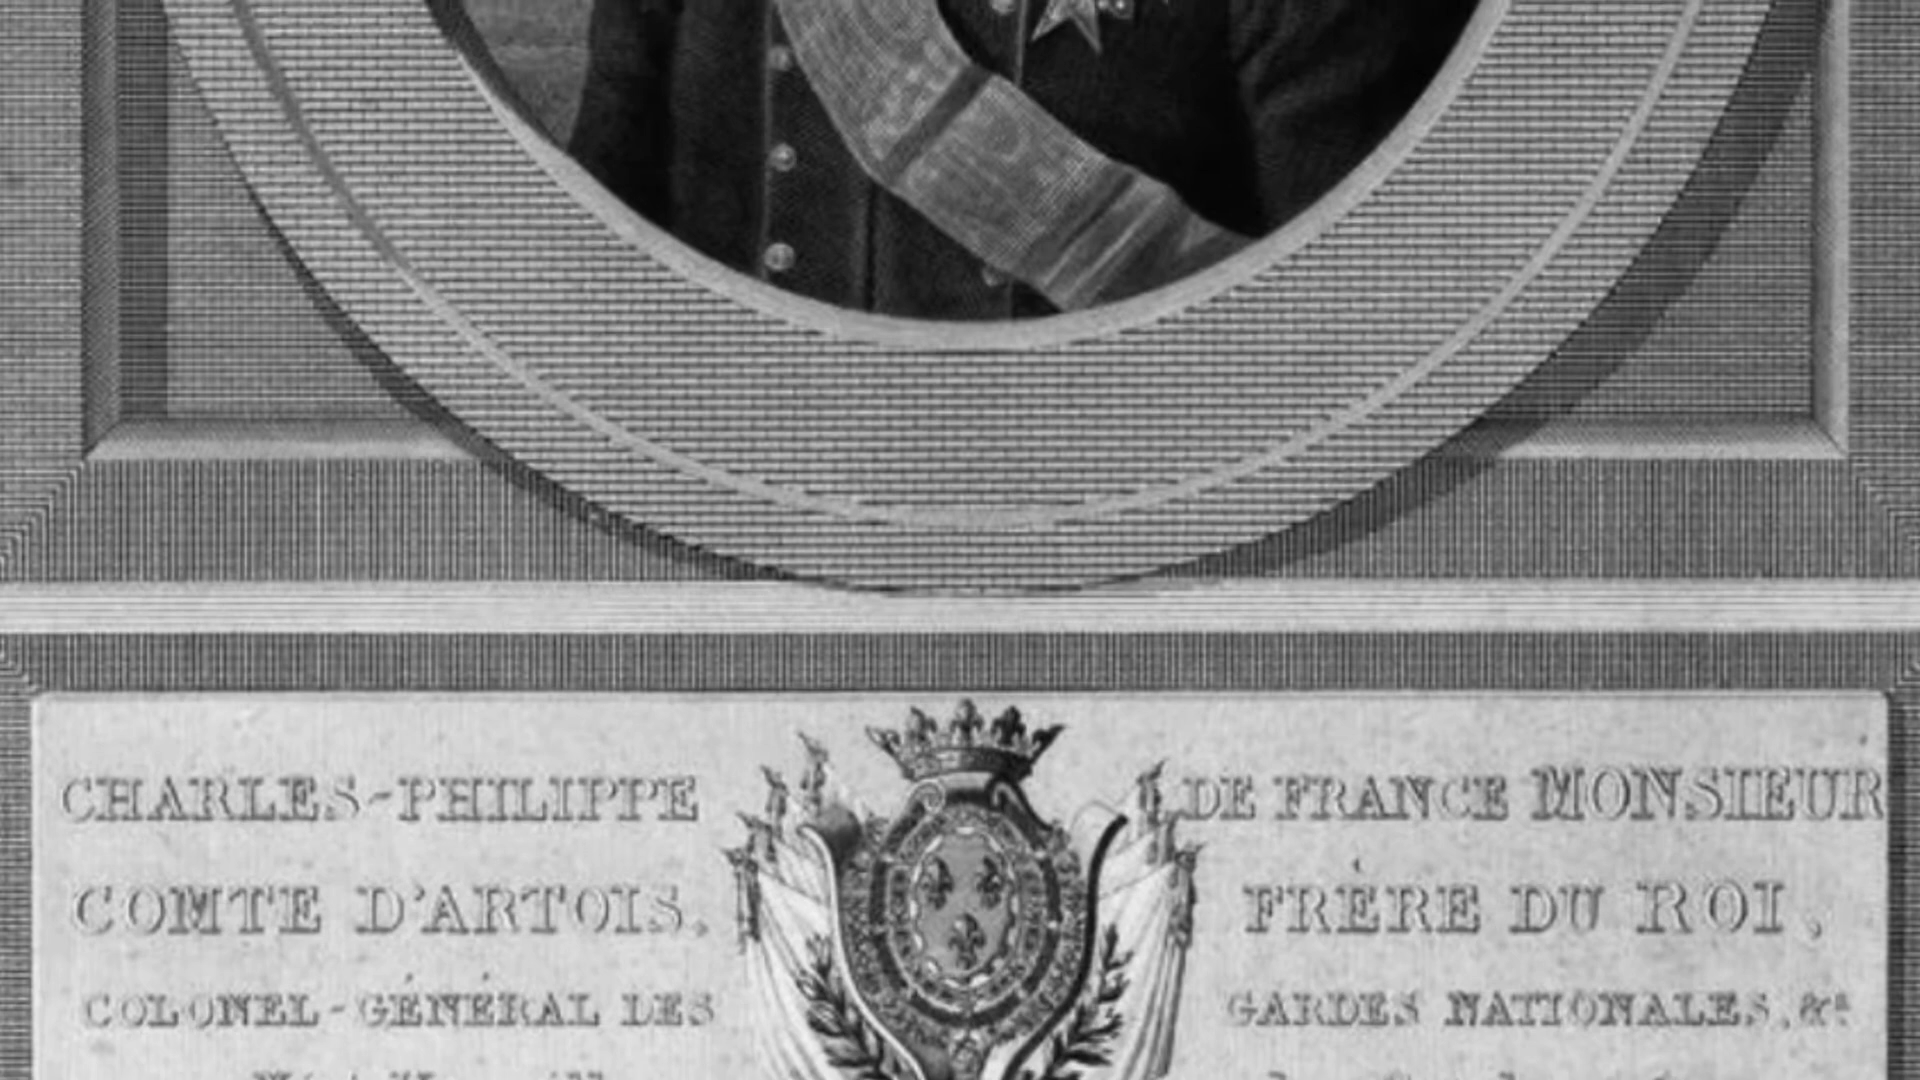 CHARLES-PHILIPPE DE FRANCE MONSIEUR
COMTE D'ARTOIS, FRÈRE DU ROI,
COLONEL-GÉNÉRAL DES GARDES NATIONALES, &ª